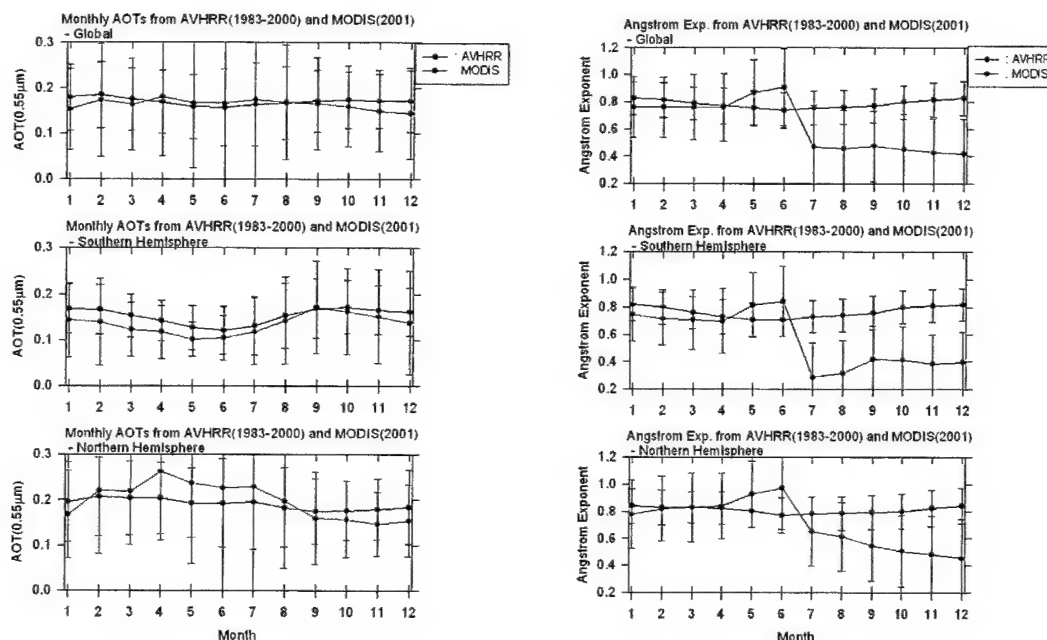 Monthly AOTs from AVHRR(1983-2000) and MODIS(2001)
- Global
AOT(0.55µm)
0.3
0.2
0.1
0.0
1 2 3 4 5 6 7 8 9 10 11 12
: AVHRR
: MODIS
Monthly AOTs from AVHRR(1983-2000) and MODIS(2001)
- Southern Hemisphere
AOT(0.55µm)
0.3
0.2
0.1
0.0
1 2 3 4 5 6 7 8 9 10 11 12
Monthly AOTs from AVHRR(1983-2000) and MODIS(2001)
- Northern Hemisphere
AOT(0.55µm)
0.3
0.2
0.1
0.0
1 2 3 4 5 6 7 8 9 10 11 12
Month
Angstrom Exp. from AVHRR(1983-2000) and MODIS(2001)
- Global
Angstrom Exponent
1.2
1.0
0.8
0.6
0.4
0.2
1 2 3 4 5 6 7 8 9 10 11 12
: AVHRR
: MODIS
Angstrom Exp. from AVHRR(1983-2000) and MODIS(2001)
- Southern Hemisphere
Angstrom Exponent
1.2
1.0
0.8
0.6
0.4
0.2
1 2 3 4 5 6 7 8 9 10 11 12
Angstrom Exp. from AVHRR(1983-2000) and MODIS(2001)
- Northern Hemisphere
Angstrom Exponent
1.2
1.0
0.8
0.6
0.4
0.2
1 2 3 4 5 6 7 8 9 10 11 12
Month